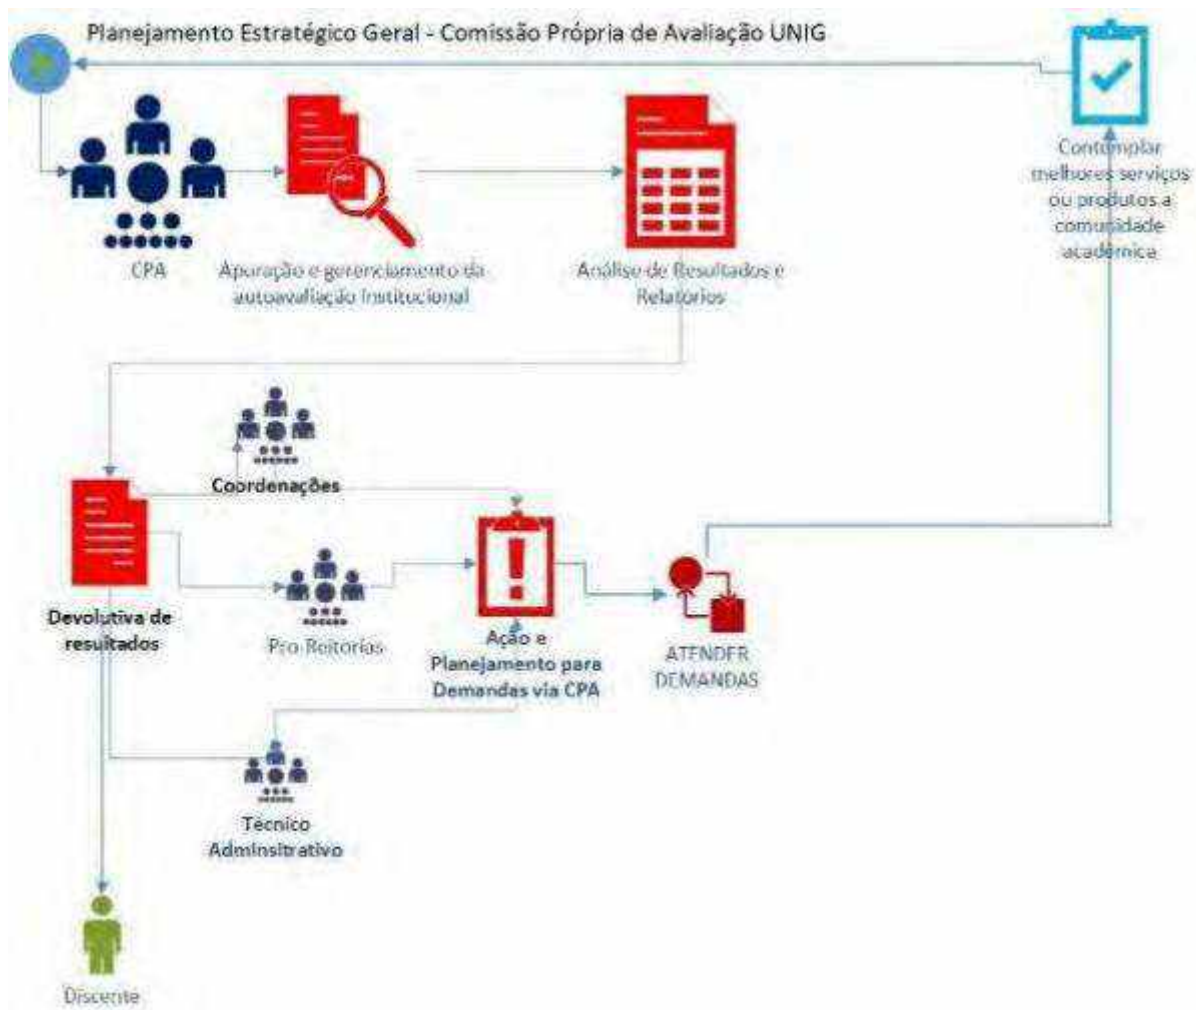 Planejamento Estratégico Geral - Comissão Própria de Avaliação UNIG
Contemplar
melhores serviços
ou produtos a
comunidade
acadêmica
CPA
Apuração e gerenciamento da
autoavaliação Institucional
Análise de Resultados e
Relatórios
Coordenações
Devolutiva de
resultados
Pro-Reitorias
Ação e
Planejamento para
Demandas via CPA
ATENDER
DEMANDAS
Técnico
Adminsitrativo
Discente